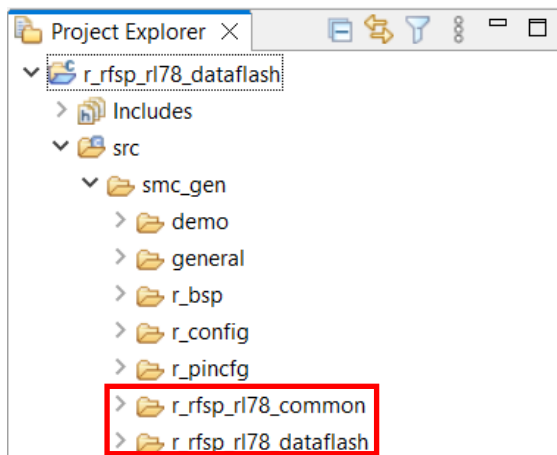 Project Explorer
r_rfsp_rl78_dataflash
Includes
src
smc_gen
demo
general
r_bsp
r_config
r_pincfg
r_rfsp_rl78_common
r_rfsp_rl78_dataflash